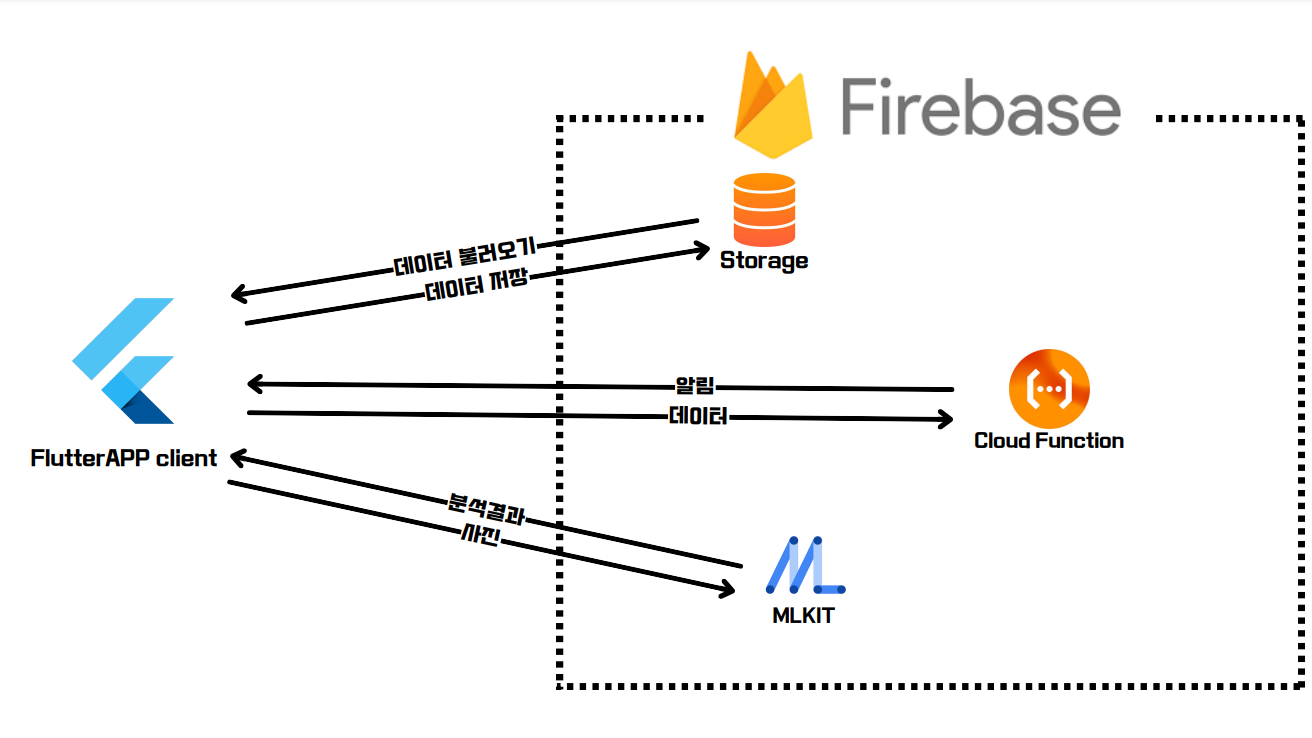 Firebase
Storage
데이터 불러오기
데이터 저장
알림
데이터
Cloud Function
FlutterAPP client
분석결과
사진
MLKIT